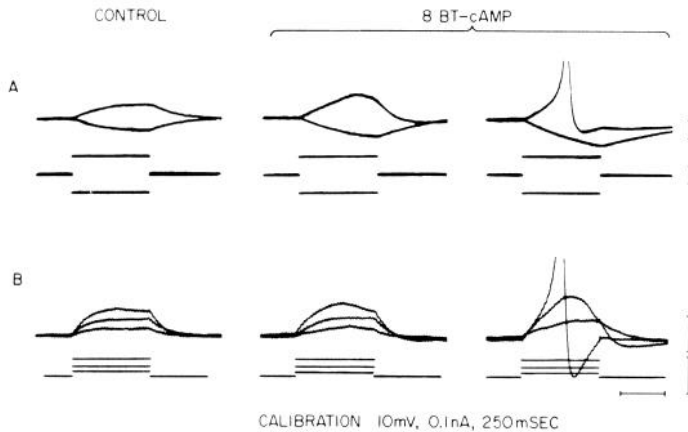 CONTROL
8 BT-cAMP
A
B
CALIBRATION 10mV, 0.1nA, 250mSEC